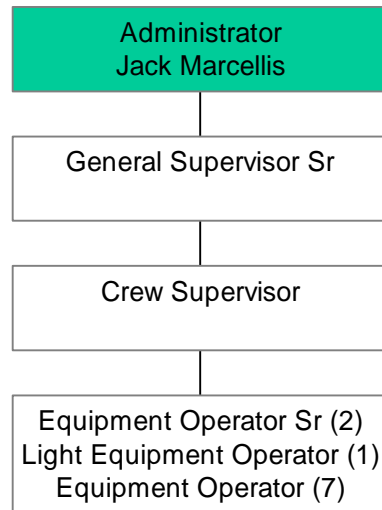 Administrator
Jack Marcellis
General Supervisor Sr
Crew Supervisor
Equipment Operator Sr (2)
Light Equipment Operator (1)
Equipment Operator (7)